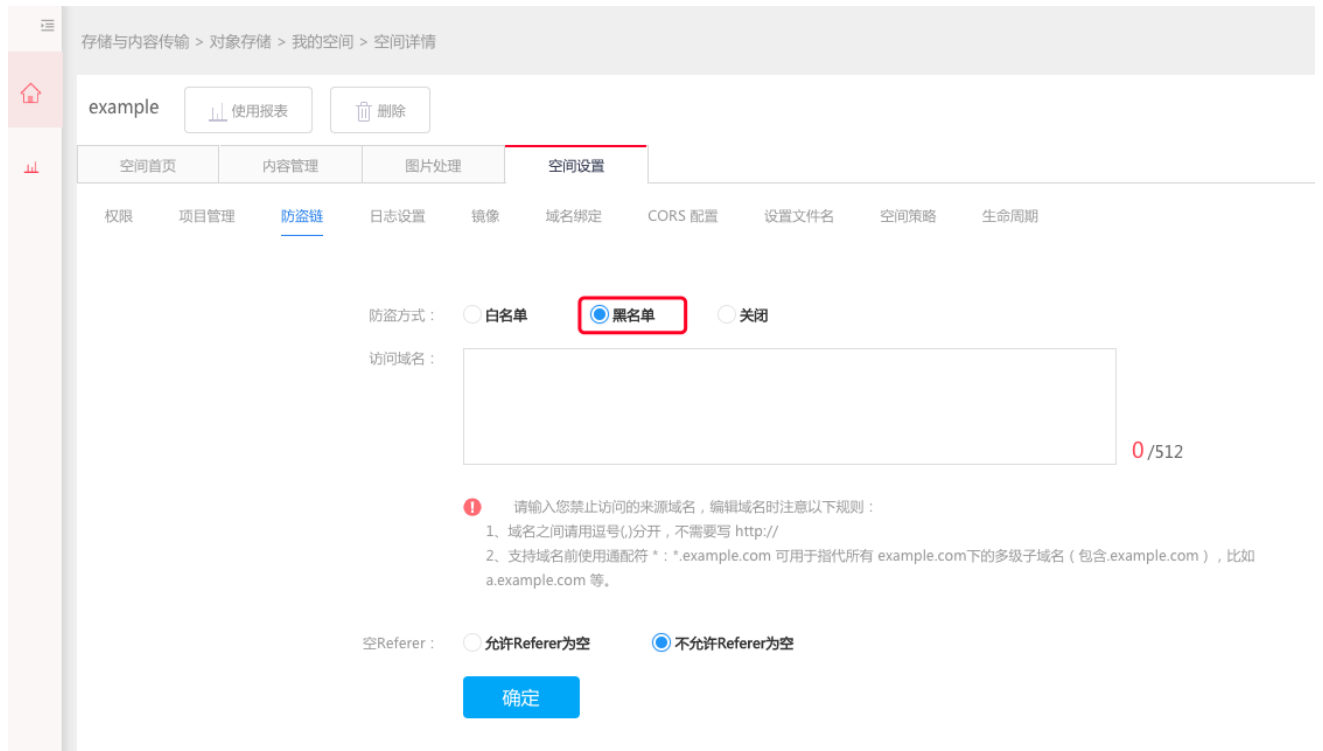 存储与内容传输 > 对象存储 > 我的空间 > 空间详情
example 使用报表 删除
空间首页 内容管理 图片处理 空间设置
权限 项目管理 防盗链 日志设置 镜像 域名绑定 CORS 配置 设置文件名 空间策略 生命周期
防盗方式： 白名单 黑名单 关闭
访问域名：
0/512
请输入您禁止访问的来源域名，编辑域名时注意以下规则：
1、域名之间请用逗号(,)分开，不需要写 http://
2、支持域名前使用通配符 *：*.example.com 可用于指代所有 example.com下的多级子域名（包含.example.com），比如
a.example.com 等。
空Referer： 允许Referer为空 不允许Referer为空
确定